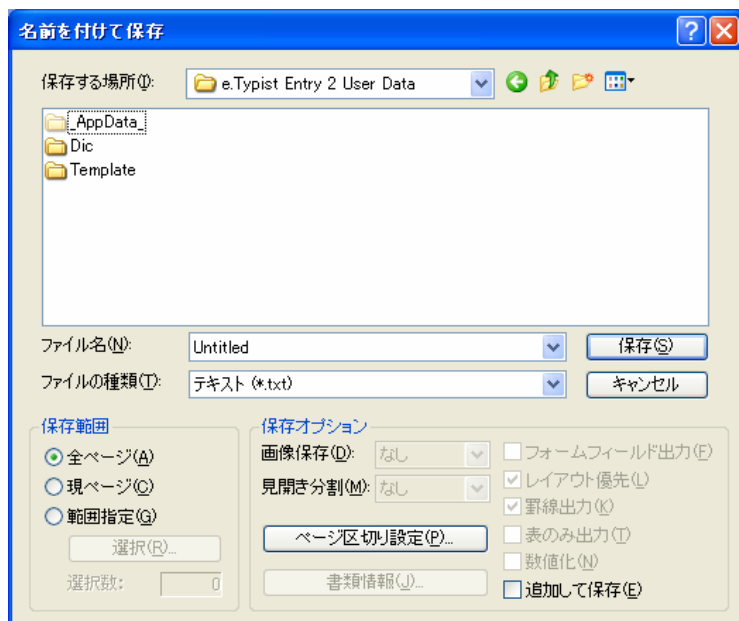 名前を付けて保存
保存する場所(I):
e.Typist Entry 2 User Data
_AppData_
Dic
Template
ファイル名(N):
Untitled
保存(S)
ファイルの種類(T):
テキスト (*.txt)
キャンセル
保存範囲
全ページ(A)
現ページ(C)
範囲指定(G)
選択(R)...
選択数:
0
保存オプション
画像保存(D):
なし
見開き分割(M):
なし
ページ区切り設定(P)...
書類情報(J)...
フォームフィールド出力(F)
レイアウト優先(L)
罫線出力(K)
表のみ出力(T)
数値化(N)
追加して保存(E)